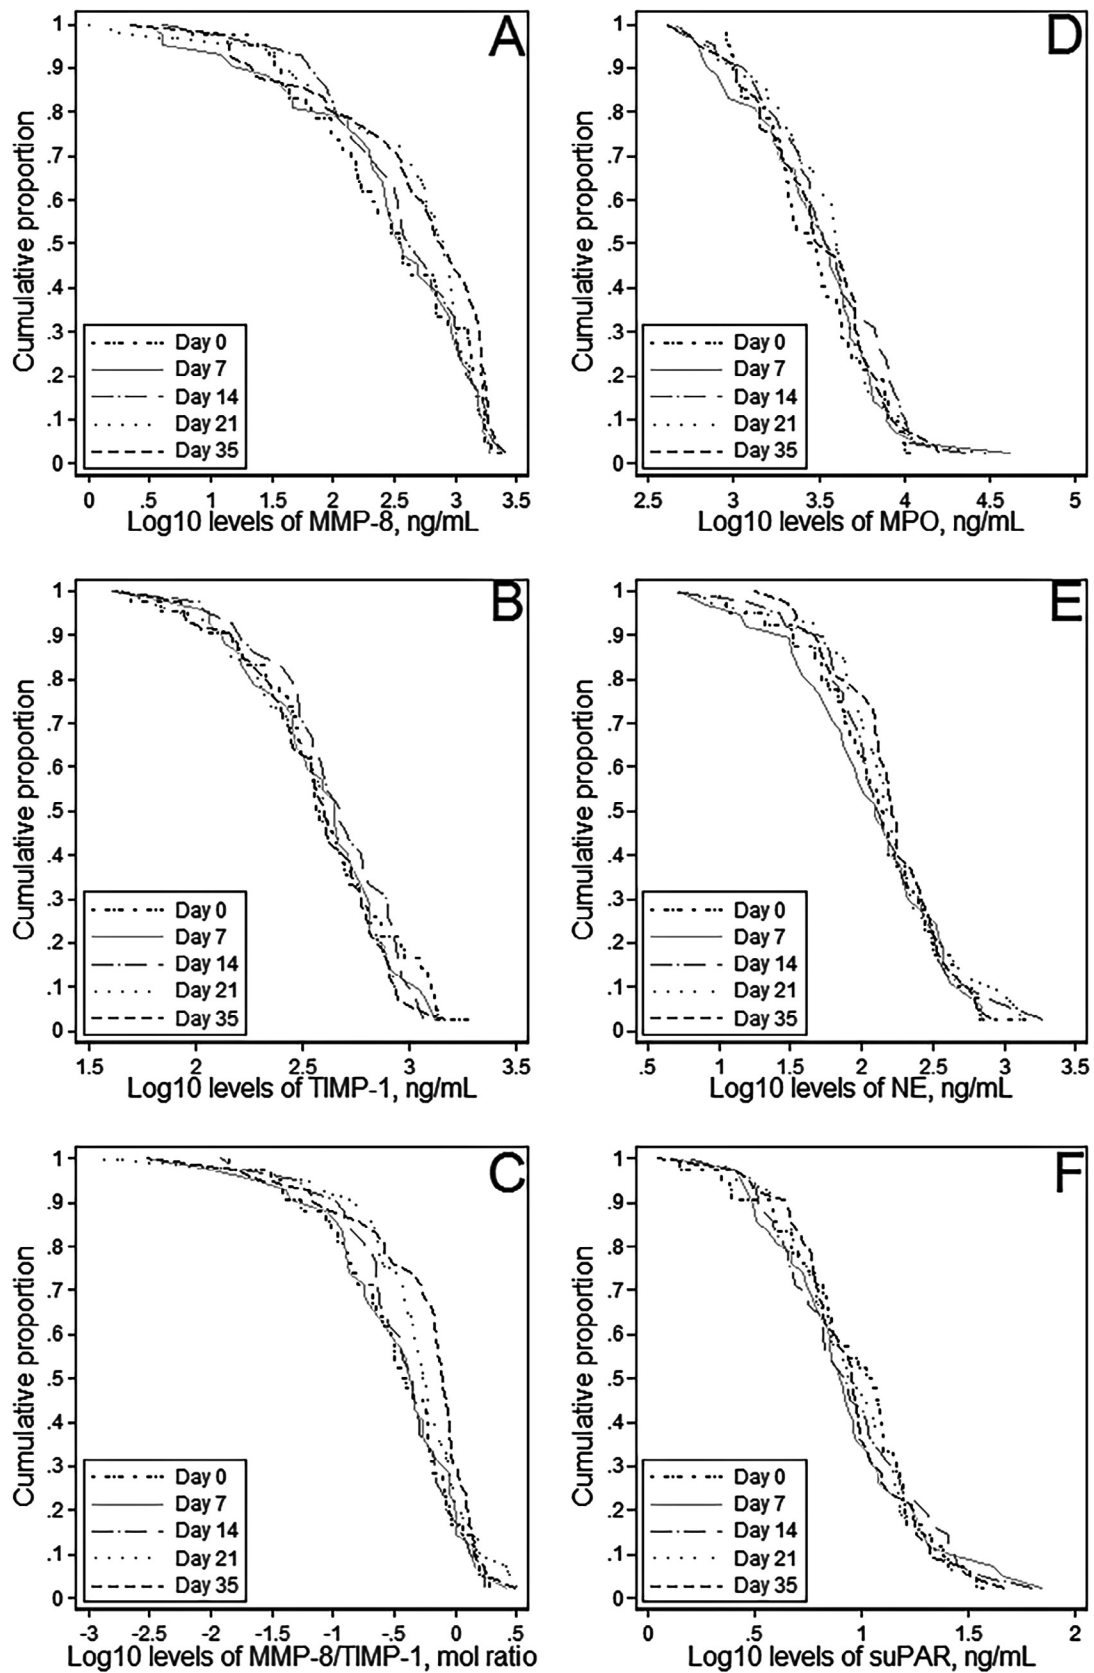 A
Cumulative proportion
1
.9
.8
.7
.6
.5
.4
.3
.2
.1
0
Day 0
Day 7
Day 14
Day 21
Day 35
0 .5 1 1.5 2 2.5 3 3.5
Log10 levels of MMP-8, ng/mL
D
Cumulative proportion
1
.9
.8
.7
.6
.5
.4
.3
.2
.1
0
Day 0
Day 7
Day 14
Day 21
Day 35
2.5 3 3.5 4 4.5 5
Log10 levels of MPO, ng/mL
B
Cumulative proportion
1
.9
.8
.7
.6
.5
.4
.3
.2
.1
0
Day 0
Day 7
Day 14
Day 21
Day 35
1.5 2 2.5 3 3.5
Log10 levels of TIMP-1, ng/mL
E
Cumulative proportion
1
.9
.8
.7
.6
.5
.4
.3
.2
.1
0
Day 0
Day 7
Day 14
Day 21
Day 35
.5 1 1.5 2 2.5 3 3.5
Log10 levels of NE, ng/mL
C
Cumulative proportion
1
.9
.8
.7
.6
.5
.4
.3
.2
.1
0
Day 0
Day 7
Day 14
Day 21
Day 35
-3 -2.5 -2 -1.5 -1 -.5 0 .5
Log10 levels of MMP-8/TIMP-1, mol ratio
F
Cumulative proportion
1
.9
.8
.7
.6
.5
.4
.3
.2
.1
0
Day 0
Day 7
Day 14
Day 21
Day 35
0 .5 1 1.5 2
Log10 levels of suPAR, ng/mL